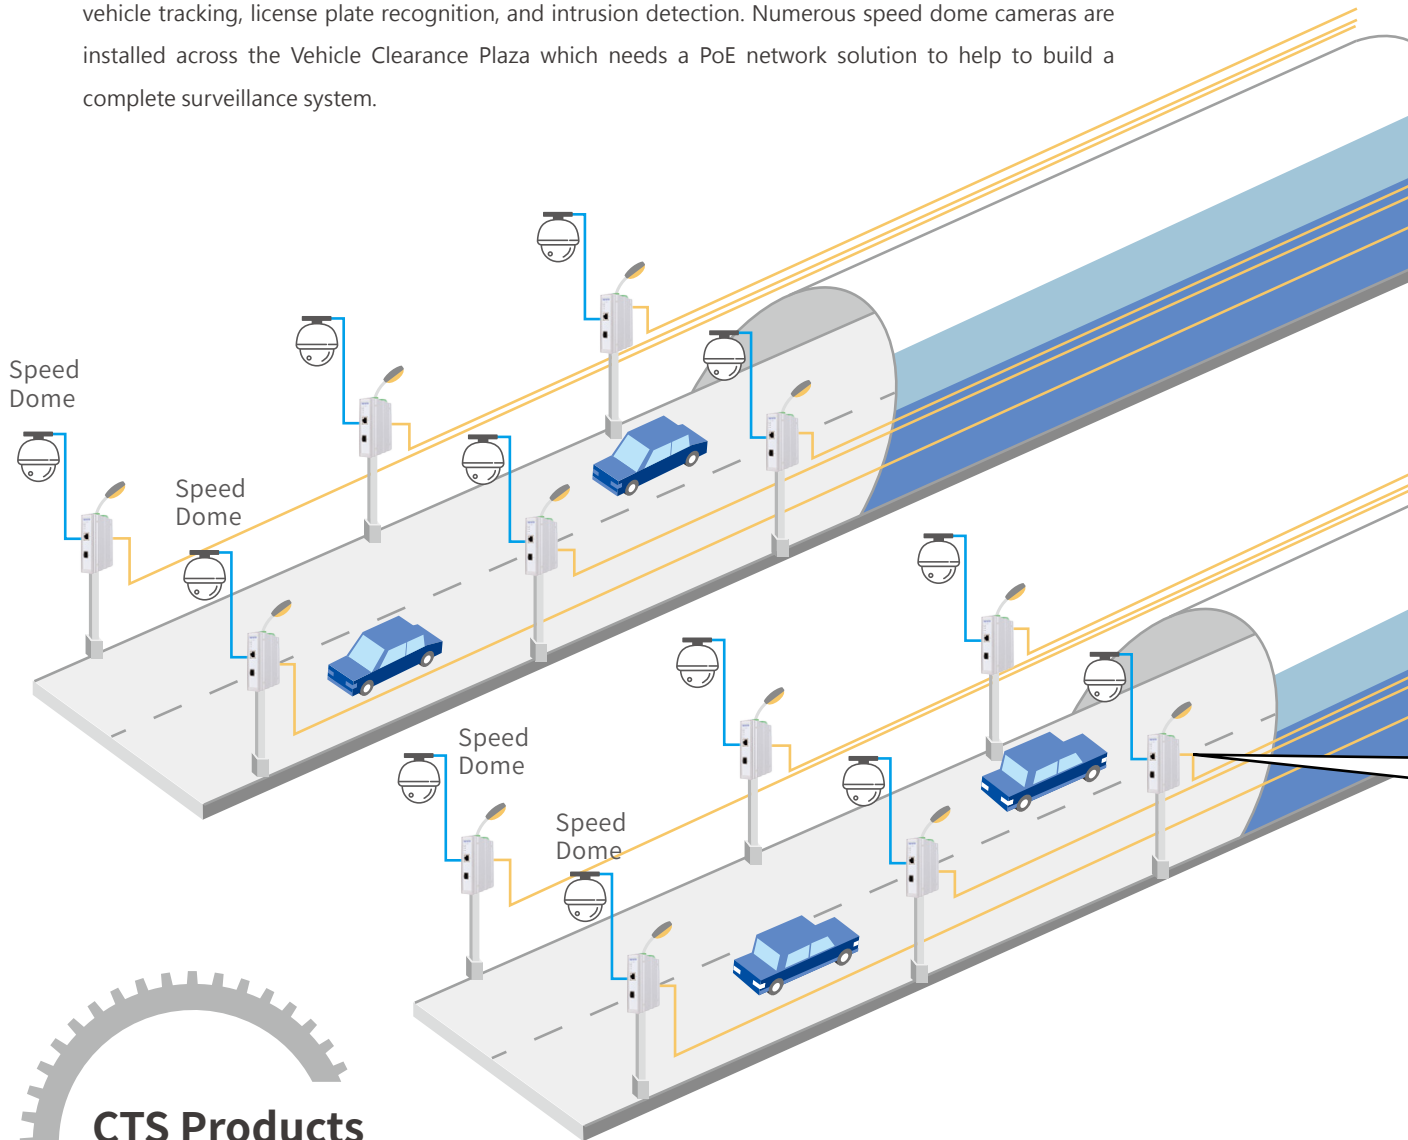 vehicle tracking, license plate recognition, and intrusion detection. Numerous speed dome cameras are
installed across the Vehicle Clearance Plaza which needs a PoE network solution to help to build a
complete surveillance system.
Speed
Dome
Speed
Dome
Speed
Dome
Speed
Dome
CTS Products